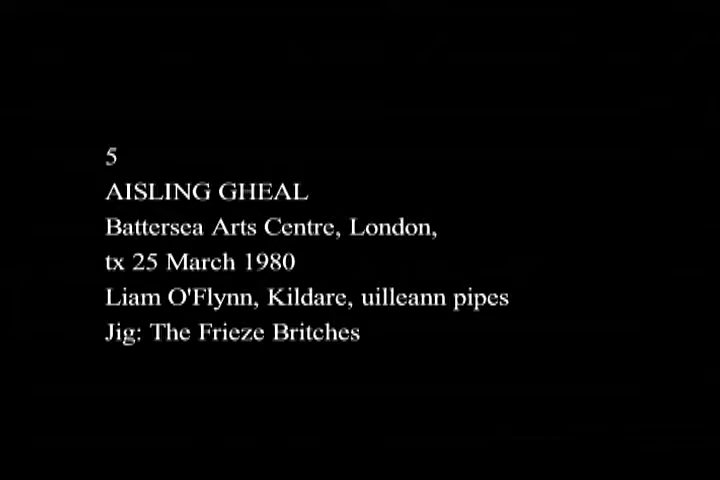 5
AISLING GHEAL
Battersea Arts Centre, London,
tx 25 March 1980
Liam O'Flynn, Kildare, uilleann pipes
Jig: The Frieze Britches